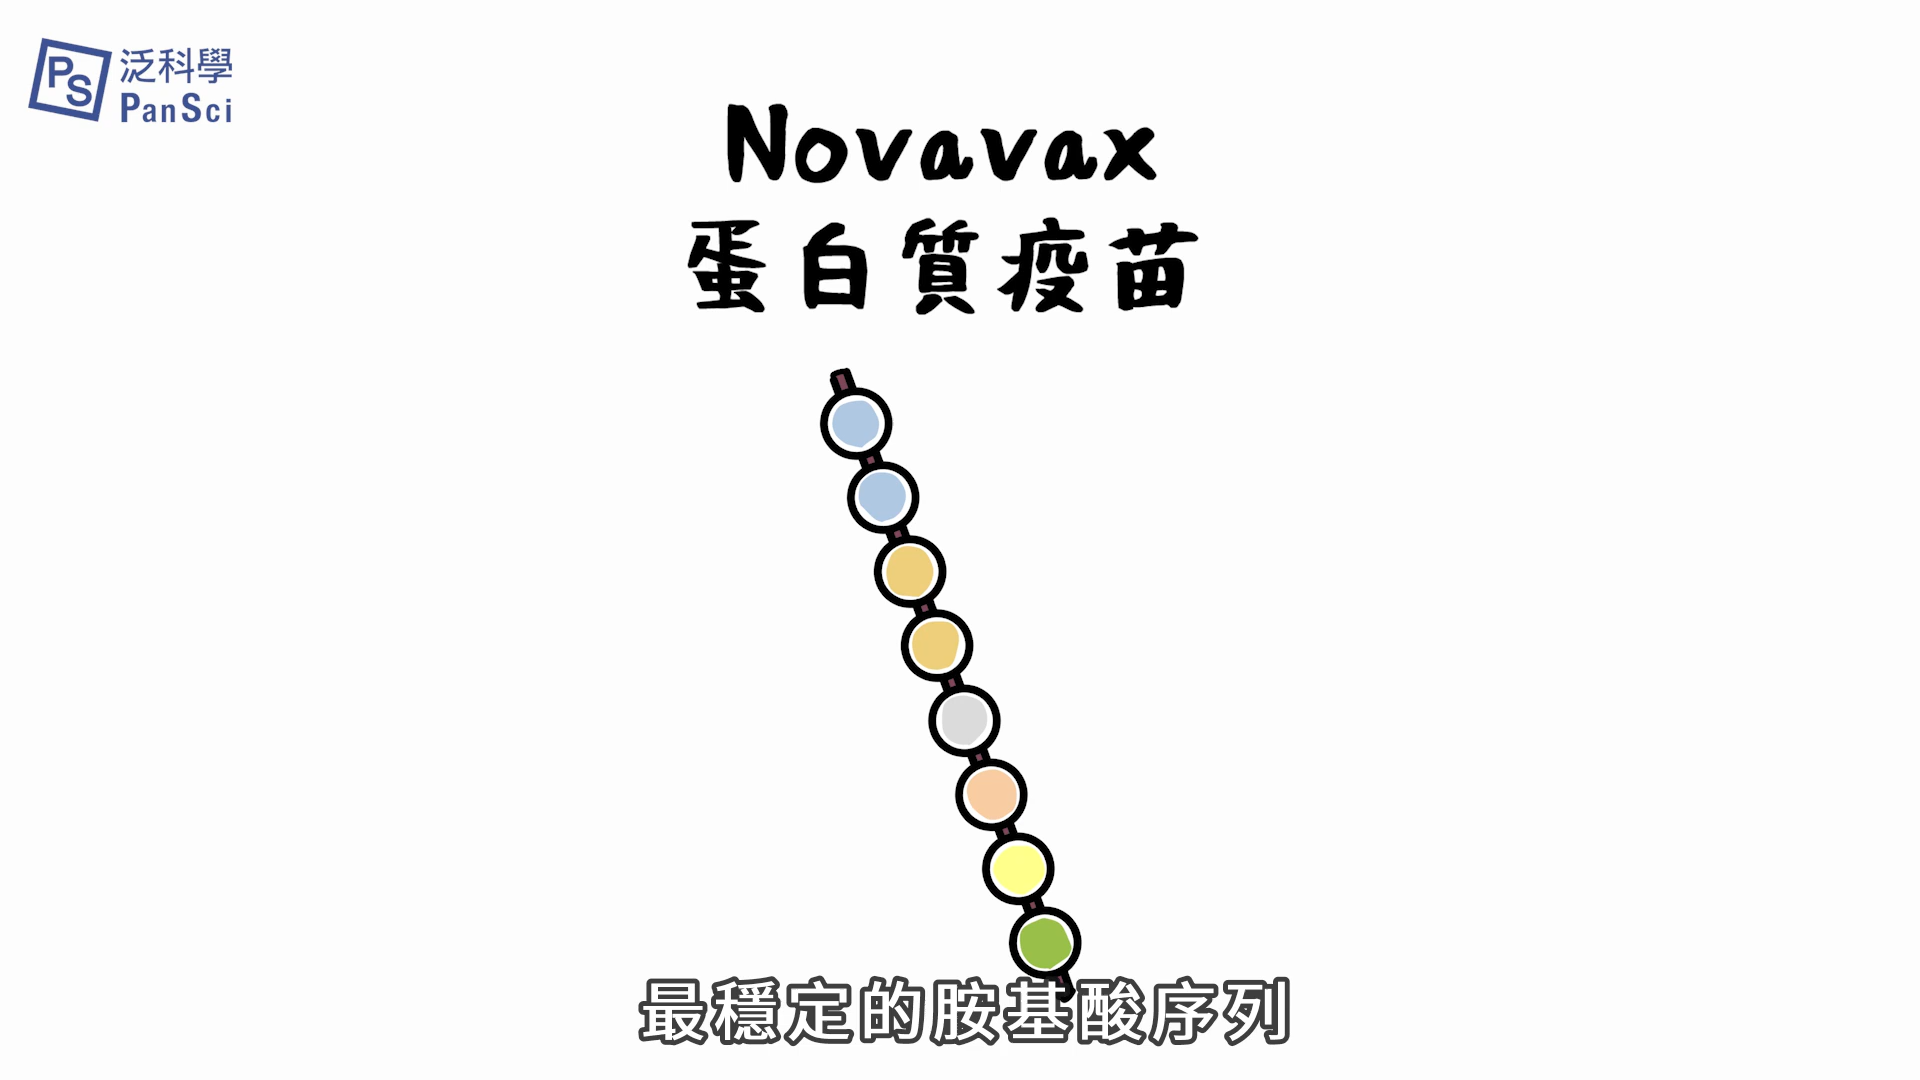 PS
泛科學
PanSci
Novavax
蛋白質疫苗
最穩定的胺基酸序列